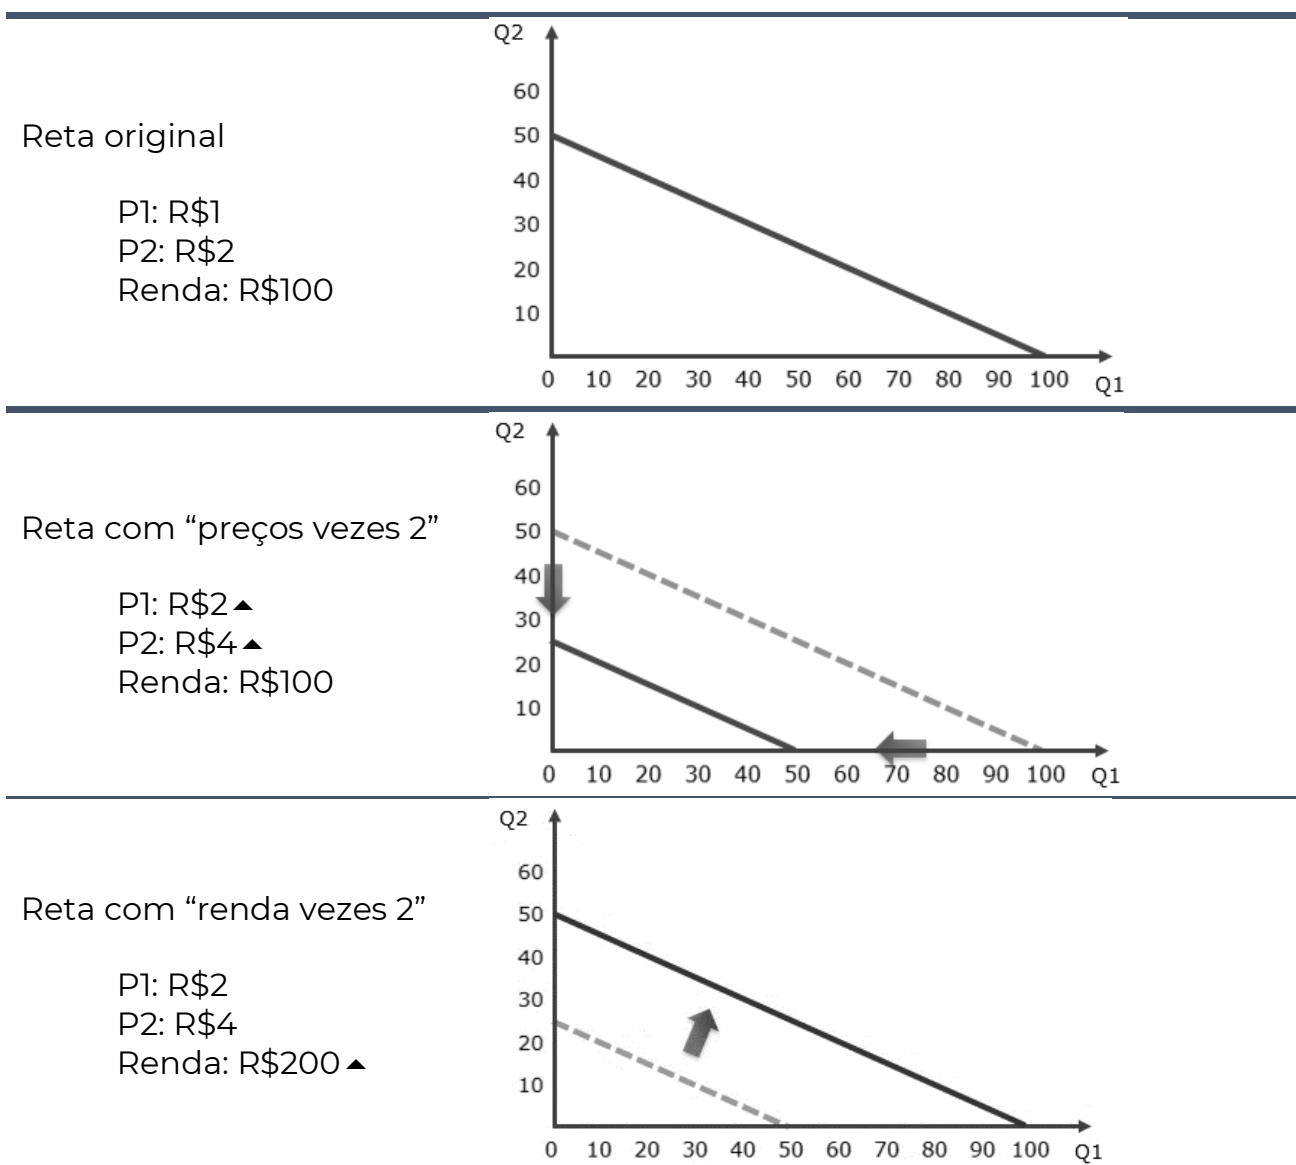 Q2
60
50
Reta original
40
P1: R$1
30
P2: R$2
20
Renda: R$100
10
0 10 20 30 40 50 60 70 80 90 100 Q1
Q2
60
Reta com “preços vezes 2”
50
40
P1: R$2▲
30
P2: R$4▲
20
Renda: R$100
10
0 10 20 30 40 50 60 70 80 90 100 Q1
Q2
60
Reta com “renda vezes 2”
50
40
P1: R$2
30
P2: R$4
20
Renda: R$200▲
10
0 10 20 30 40 50 60 70 80 90 100 Q1